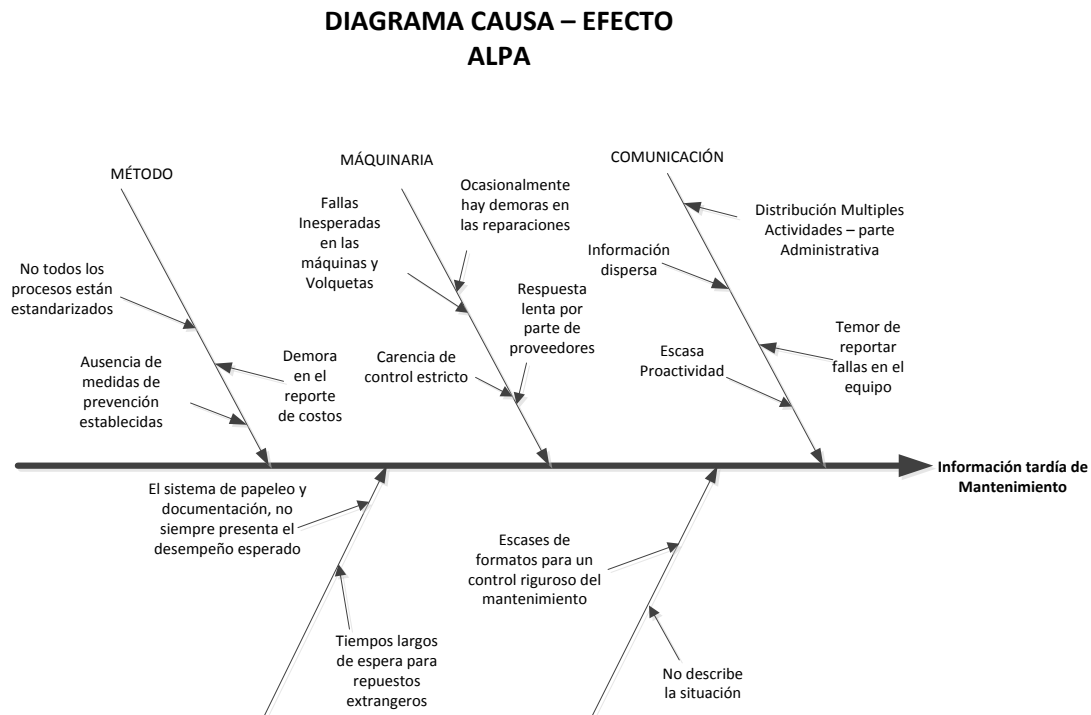 DIAGRAMA CAUSA – EFECTO
ALPA
MÉTODO
MÁQUINARIA
COMUNICACIÓN
No todos los
procesos están
estandarizados
Ausencia de
medidas de
prevención
establecidas
Demora
en el
reporte
de costos
Fallas
Inesperadas
en las
máquinas y
Volquetas
Ocasionalmente
hay demoras en
las reparaciones
Carencia de
control estricto
Respuesta
lenta por
parte de
proveedores
Distribución Multiples
Actividades – parte
Administrativa
Información
dispersa
Temor de
reportar
fallas en el
equipo
Escasa
Proactividad
Información tardía de
Mantenimiento
El sistema de papeleo y
documentación, no
siempre presenta el
desempeño esperado
Tiempos largos
de espera para
repuestos
extrangeros
Escases de
formatos para un
control riguroso del
mantenimiento
No describe
la situación